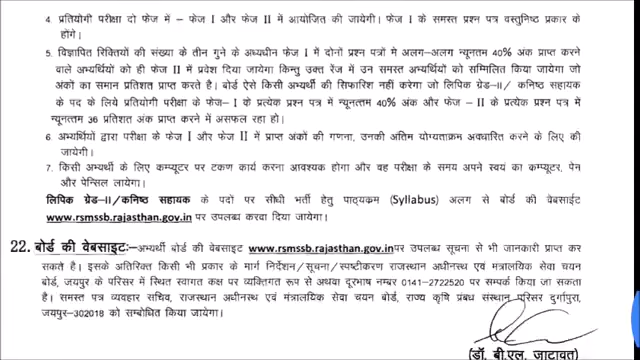 4. प्रतियोगी परीक्षा दो फेज में – फेज I और फेज II में आयोजित की जायेगी। फेज I के समस्त प्रश्न पत्र वस्तुनिष्ठ प्रकार के
होंगे।
5. विज्ञापित रिक्तियों की संख्या के तीन गुने के अध्यधीन फेज I में दोनों प्रश्न पत्रों मे अलग-अलग न्यूनतम 40% अंक प्राप्त करने
वाले अभ्यर्थियों को ही फेज II में प्रवेश दिया जायेगा किन्तु उक्त रेंज में उन समस्त अभ्यर्थियों को सम्मिलित किया जाएगा जो
अंकों का समान प्रतिशत प्राप्त करते है। बोर्ड ऐसे किसी अभ्यर्थी की सिफारिश नहीं करेगा जो लिपिक ग्रेड-II/ कनिष्ठ सहायक
के पद के लिये प्रतियोगी परीक्षा के फेज- I के प्रत्येक प्रश्न पत्र में न्यूनत्तम 40% अंक और फेज – II के प्रत्येक प्रश्न पत्र में
न्यूनत्तम 36 प्रतिशत अंक प्राप्त करने में असफल रहा हो।
6. अभ्यर्थियों द्वारा परीक्षा के फेज I और फेज II में प्राप्त अंकों की गणना, उनकी अंतिम योग्यताक्रम अवधारित करने के लिए की
जायेगी।
7. किसी अभ्यर्थी के लिए कम्प्यूटर पर टंकण कार्य करना आवश्यक होगा और वह परीक्षा के समय अपने स्वयं का कम्प्यूटर, पेन
और पेन्सिल लायेगा।
लिपिक ग्रेड-II/कनिष्ठ सहायक के पदों पर सीधी भर्ती हेतु पाठ्यकम (Syllabus) अलग से बोर्ड की वेबसाईट
www.rsmssb.rajasthan.gov.in पर उपलब्ध करवा दिया जायेगा।
22. बोर्ड की वेबसाइटः-अभ्यर्थी बोर्ड की वेबसाइट www.rsmssb.rajasthan.gov.in पर उपलब्ध सूचना से भी जानकारी प्राप्त कर
सकते है। इसके अतिरिक्त किसी भी प्रकार के मार्ग निर्देशन/सूचना/स्पष्टीकरण राजस्थान अधीनस्थ एवं मंत्रालयिक सेवा चयन
बोर्ड, जयपुर के परिसर में स्थित स्वागत कक्ष पर व्यक्तिगत रूप से अथवा दूरभाष नम्बर 0141-2722520 पर सम्पर्क किया जा सकता
है। समस्त पत्र व्यवहार सचिव, राजस्थान अधीनस्थ एवं मंत्रालयिक सेवा चयन बोर्ड, राज्य कृषि प्रबंध संस्थान परिसर दुर्गापुरा,
जयपुर-302018 को सम्बोधित किया जायेगा।
(डॉ. बी.एल. जाटावत)